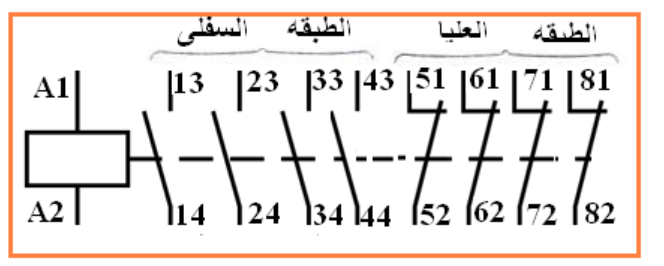 الطبقه السفلى
الطبقه العليا
A1 13 23 33 43 51 61 71 81
A2 14 24 34 44 52 62 72 82